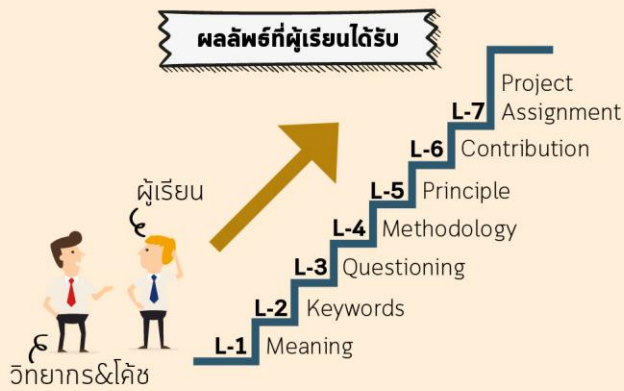 ผลลัพธ์ที่ผู้เรียนได้รับ
Project
L-7 Assignment
L-6 Contribution
L-5 Principle
ผู้เรียน
L-4 Methodology
L-3 Questioning
L-2 Keywords
L-1 Meaning
วิทยากร&โค้ช